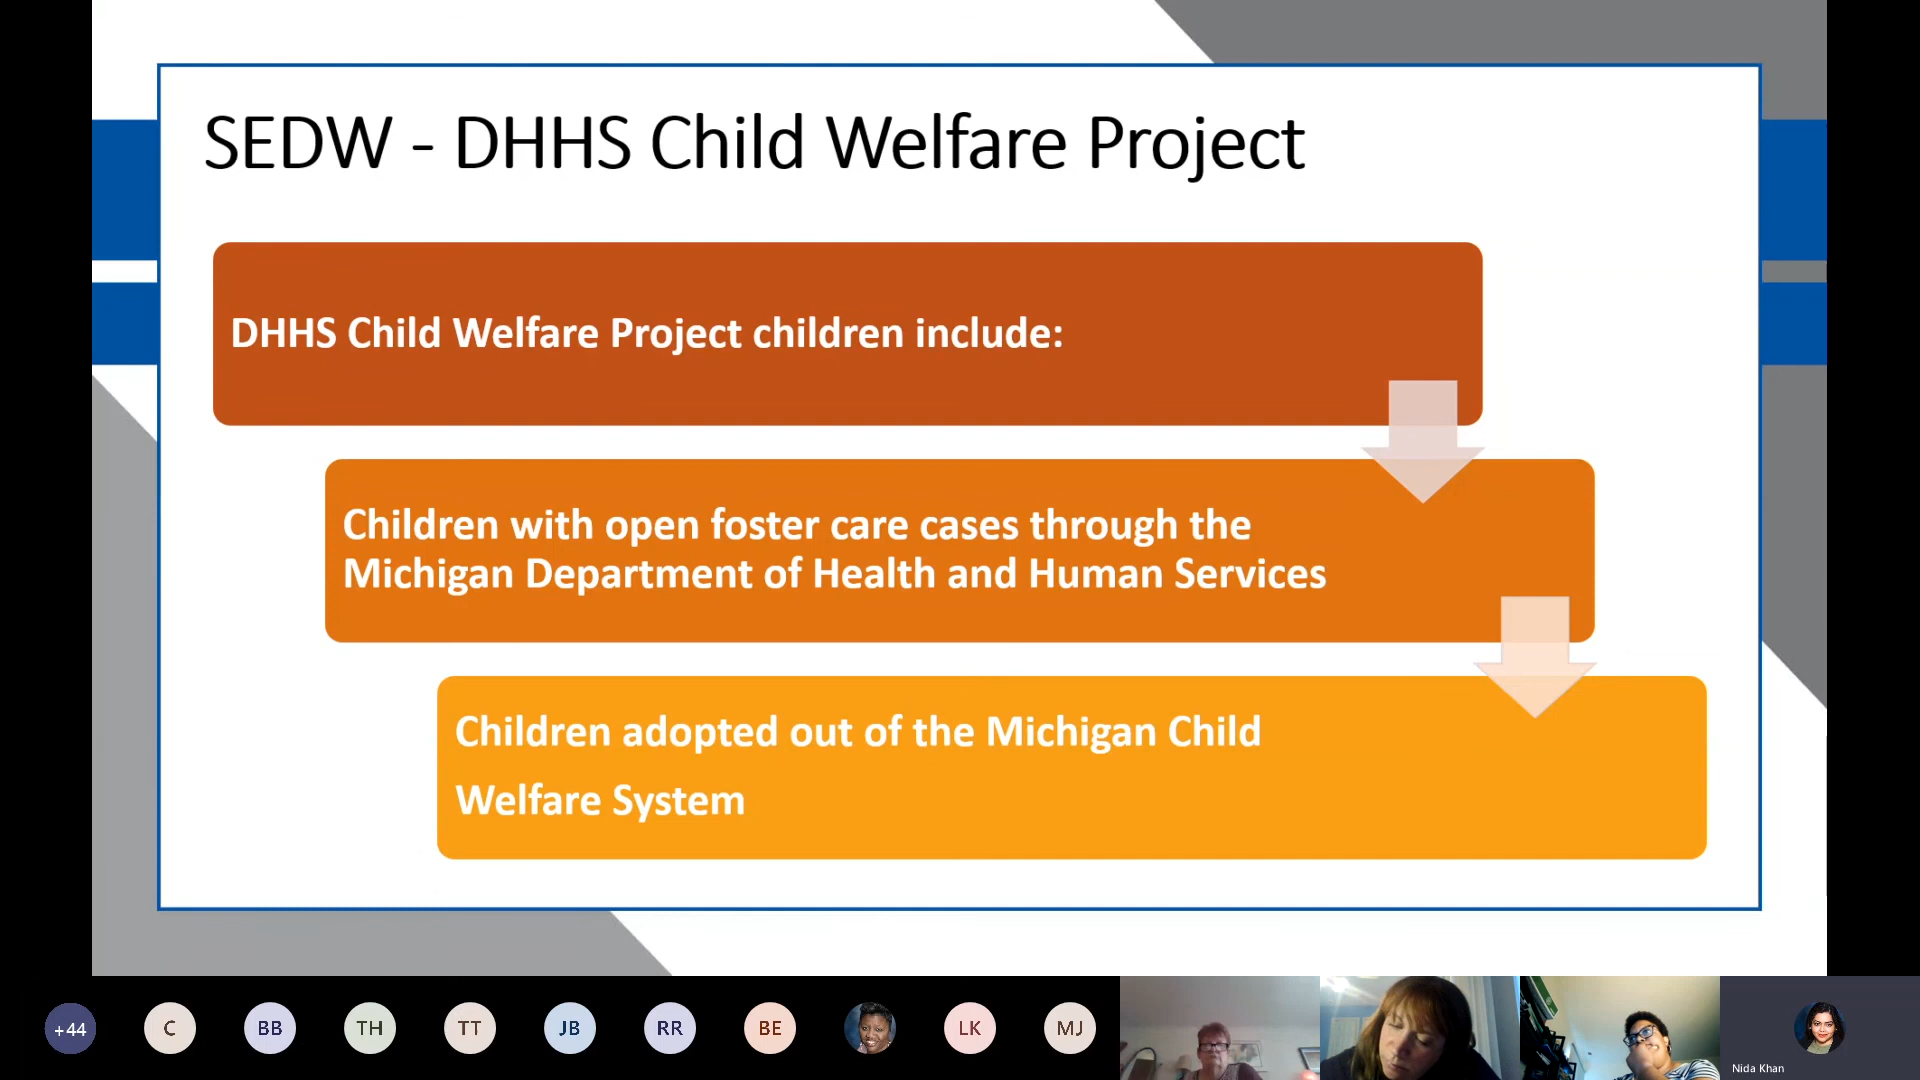 SEDW - DHHS Child Welfare Project
DHHS Child Welfare Project children include:
Children with open foster care cases through the
Michigan Department of Health and Human Services
Children adopted out of the Michigan Child
Welfare System
+44
C
BB
TH
TT
JB
RR
BE
LK
MJ
Nida Khan